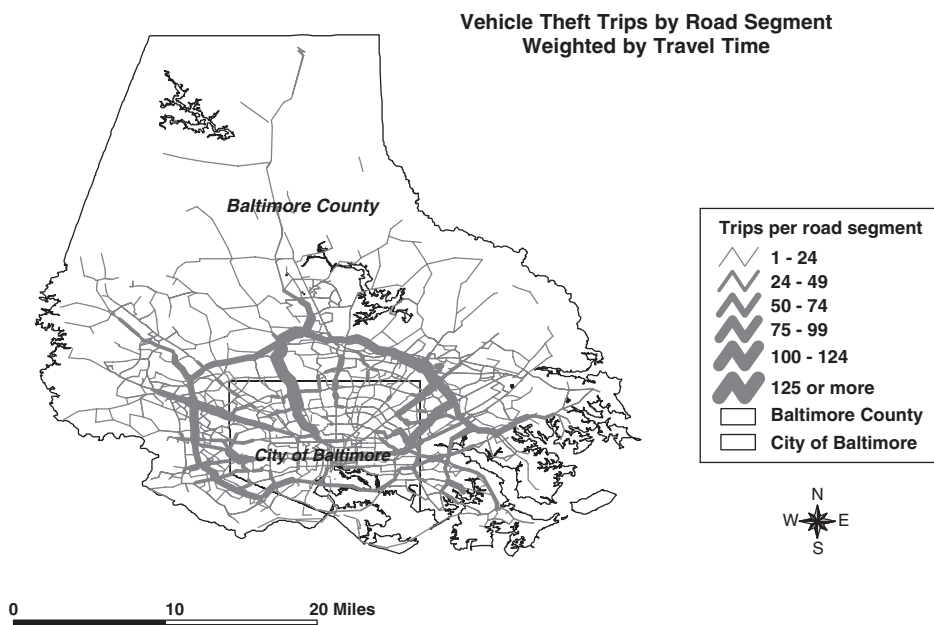 Vehicle Theft Trips by Road Segment
Weighted by Travel Time
Baltimore County
City of Baltimore
Trips per road segment
1 - 24
24 - 49
50 - 74
75 - 99
100 - 124
125 or more
Baltimore County
City of Baltimore
N
W E
S
0 10 20 Miles